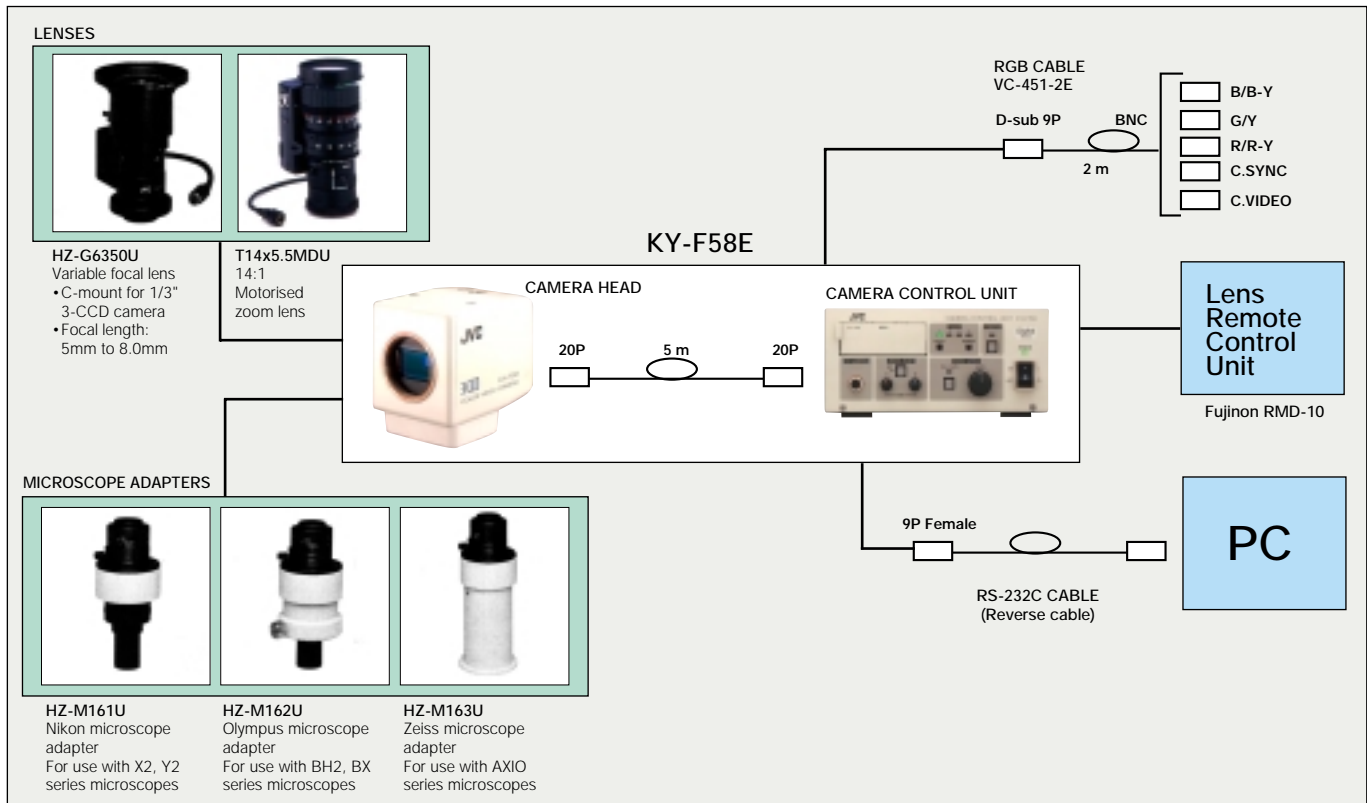 LENSES
HZ-G6350U
Variable focal lens
• C-mount for 1/3"
3-CCD camera
• Focal length:
5mm to 8.0mm
T14x5.5MDU
14:1
Motorised
zoom lens
RGB CABLE
VC-451-2E
D-sub 9P
BNC
2 m
B/B-Y
G/Y
R/R-Y
C.SYNC
C.VIDEO
KY-F58E
CAMERA HEAD
JVC
20P
5 m
20P
CAMERA CONTROL UNIT
JVC
Lens
Remote
Control
Unit
Fujinon RMD-10
MICROSCOPE ADAPTERS
HZ-M161U
Nikon microscope
adapter
For use with X2, Y2
series microscopes
HZ-M162U
Olympus microscope
adapter
For use with BH2, BX
series microscopes
HZ-M163U
Zeiss microscope
adapter
For use with AXIO
series microscopes
9P Female
RS-232C CABLE
(Reverse cable)
PC